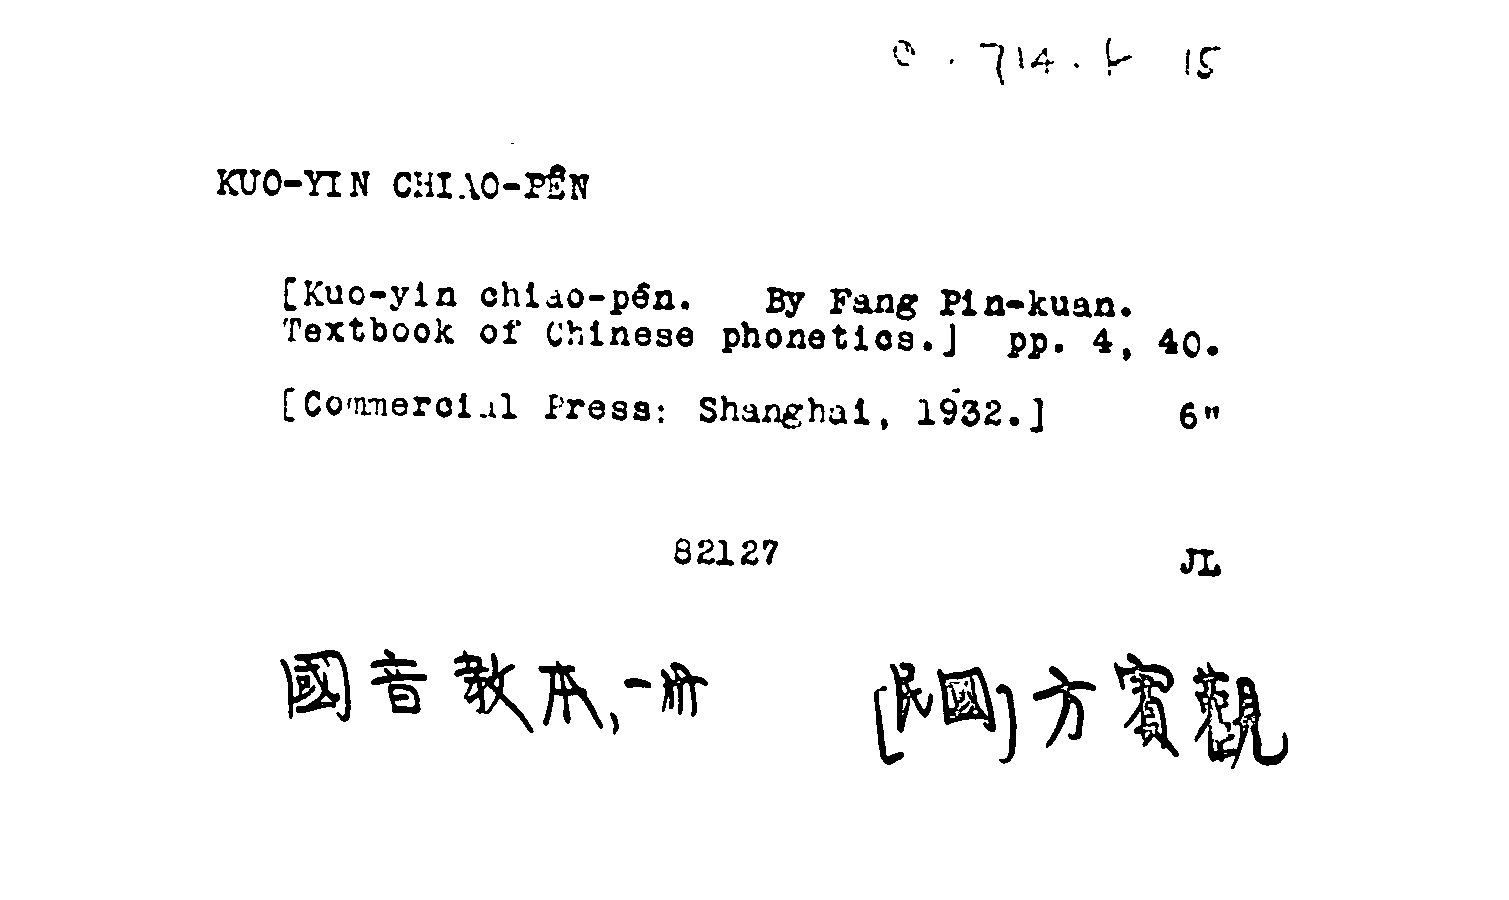 714 . 15
KUO-YIN CHIAO-PÊN
[Kuo-yin chiao-pên. By Fang Pin-kuan.
Textbook of Chinese phonetics.] pp. 4, 40.
[Commercial Press: Shanghai, 1932.] 6"
82127 JL
國音教本, 一冊 [民國] 方賓觀